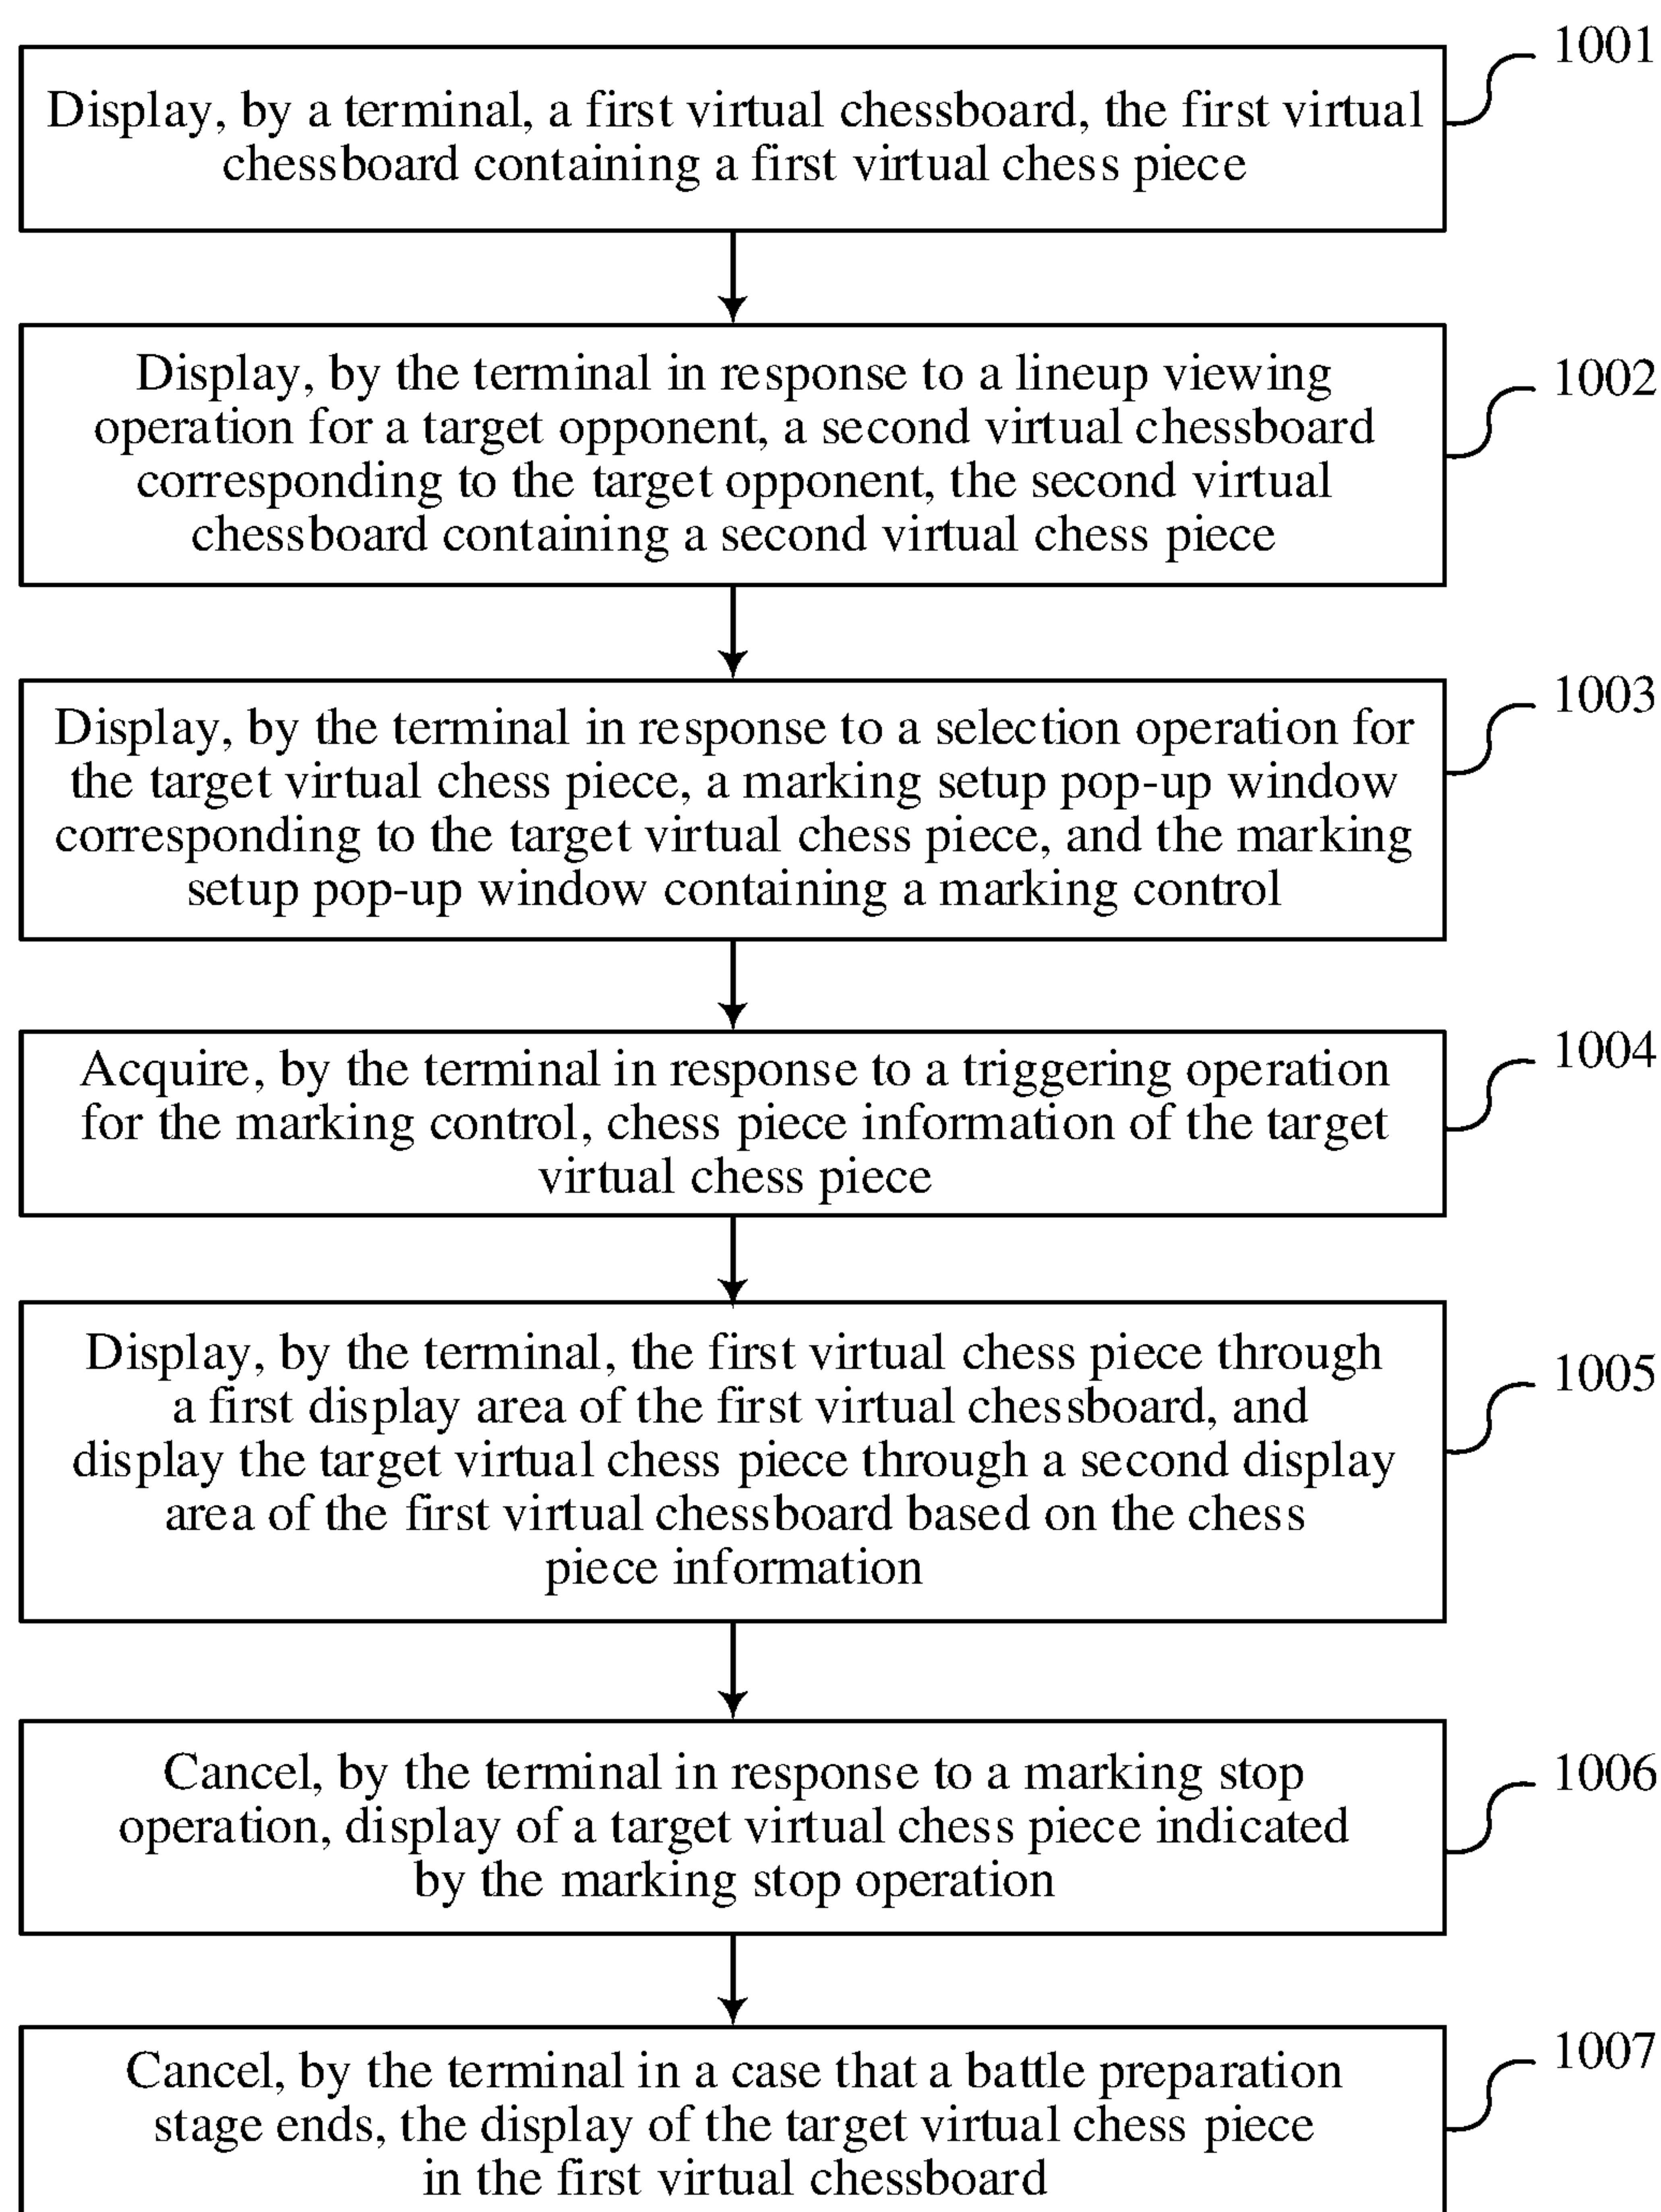 1001
Display, by a terminal, a first virtual chessboard, the first virtual
chessboard containing a first virtual chess piece
1002
Display, by the terminal in response to a lineup viewing
operation for a target opponent, a second virtual chessboard
corresponding to the target opponent, the second virtual
chessboard containing a second virtual chess piece
1003
Display, by the terminal in response to a selection operation for
the target virtual chess piece, a marking setup pop-up window
corresponding to the target virtual chess piece, and the marking
setup pop-up window containing a marking control
1004
Acquire, by the terminal in response to a triggering operation
for the marking control, chess piece information of the target
virtual chess piece
1005
Display, by the terminal, the first virtual chess piece through
a first display area of the first virtual chessboard, and
display the target virtual chess piece through a second display
area of the first virtual chessboard based on the chess
piece information
1006
Cancel, by the terminal in response to a marking stop
operation, display of a target virtual chess piece indicated
by the marking stop operation
1007
Cancel, by the terminal in a case that a battle preparation
stage ends, the display of the target virtual chess piece
in the first virtual chessboard